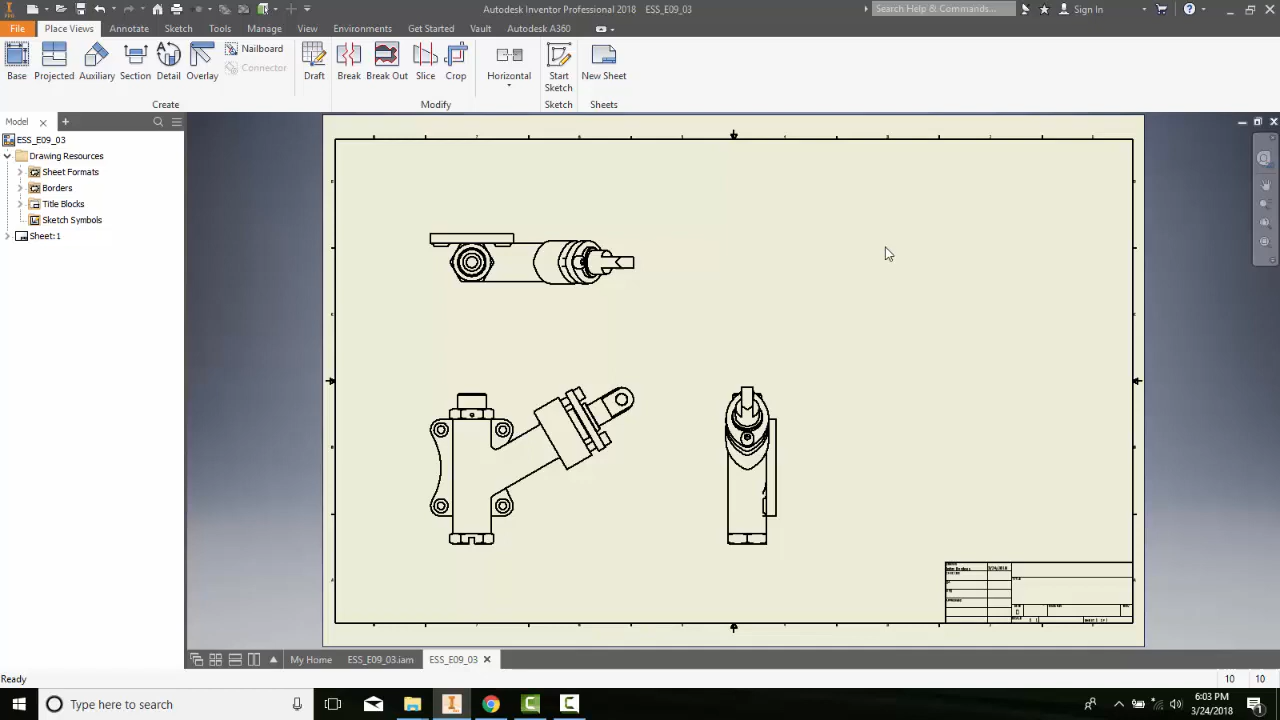 PRO
Autodesk Inventor Professional 2018 ESS_E09_03
Search Help & Commands...
Sign In
File
Place Views
Annotate
Sketch
Tools
Manage
View
Environments
Get Started
Vault
Autodesk A360
Base
Projected
Auxiliary
Section
Detail
Overlay
Nailboard
Connector
Draft
Break
Break Out
Slice
Crop
Horizontal
Start
Sketch
New Sheet
Create
Modify
Sketch
Sheets
Model
ESS_E09_03
Drawing Resources
Sheet Formats
Borders
Title Blocks
Sketch Symbols
Sheet:1
My Home
ESS_E09_03.iam
ESS_E09_03
Ready
10
10
Type here to search
6:03 PM
3/24/2018